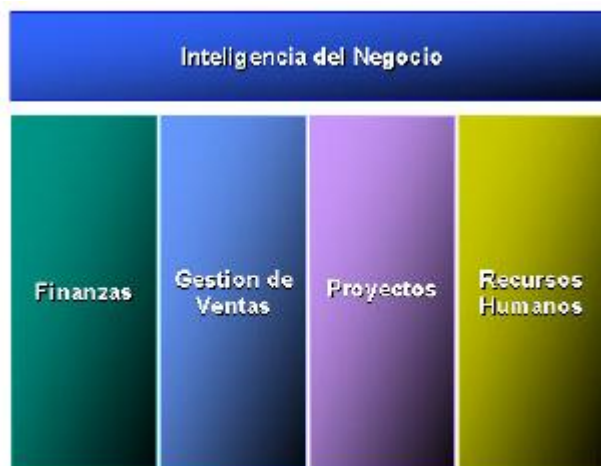 Inteligencia del Negocio
Finanzas
Gestion de
Ventas
Proyectos
Recursos
Humanos